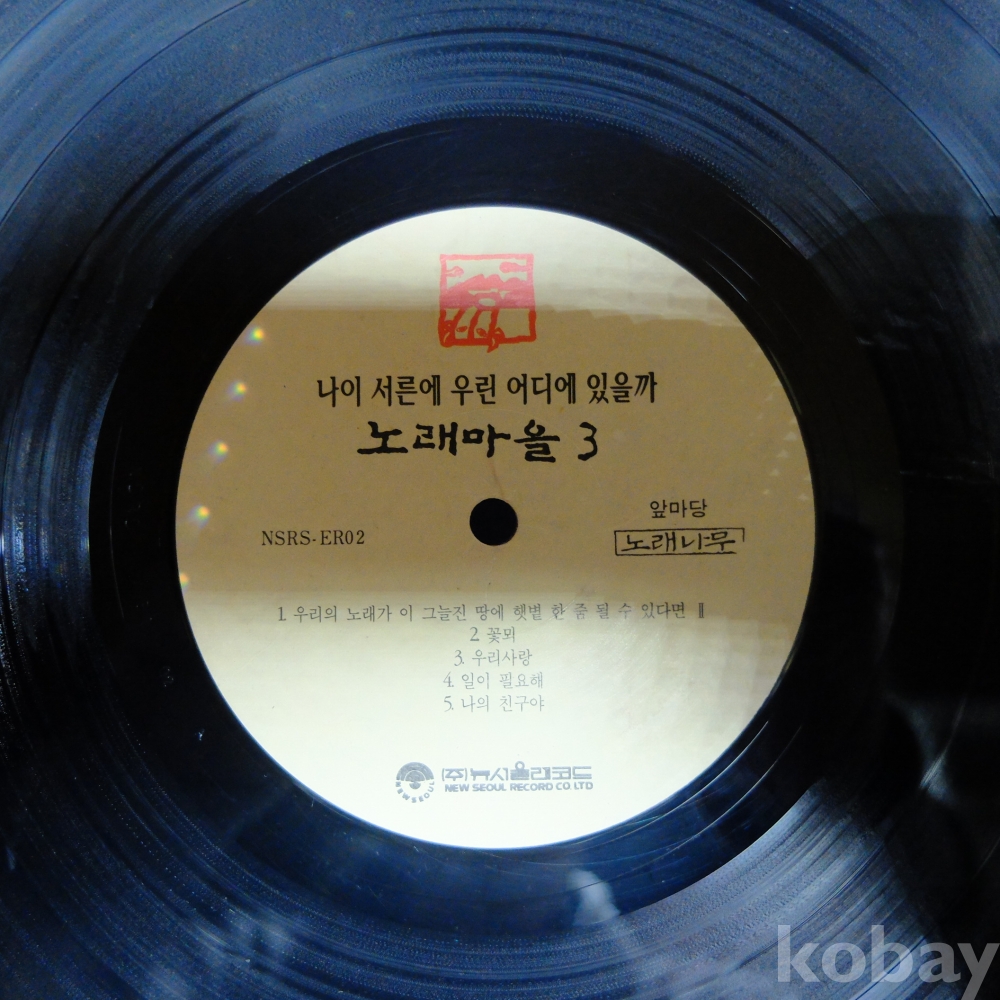 나이 서른에 우린 어디에 있을까
노래마을 3
앞마당
NSRS-ER02
노래나무
1. 우리의 노래가 이 그늘진 땅에 햇볕 한 줌 될 수 있다면 Ⅱ
2. 꽃뫼
3. 우리사랑
4. 일이 필요해
5. 나의 친구야
NEW SEOUL
(주)뉴서울레코드
NEW SEOUL RECORD CO. LTD
kobay